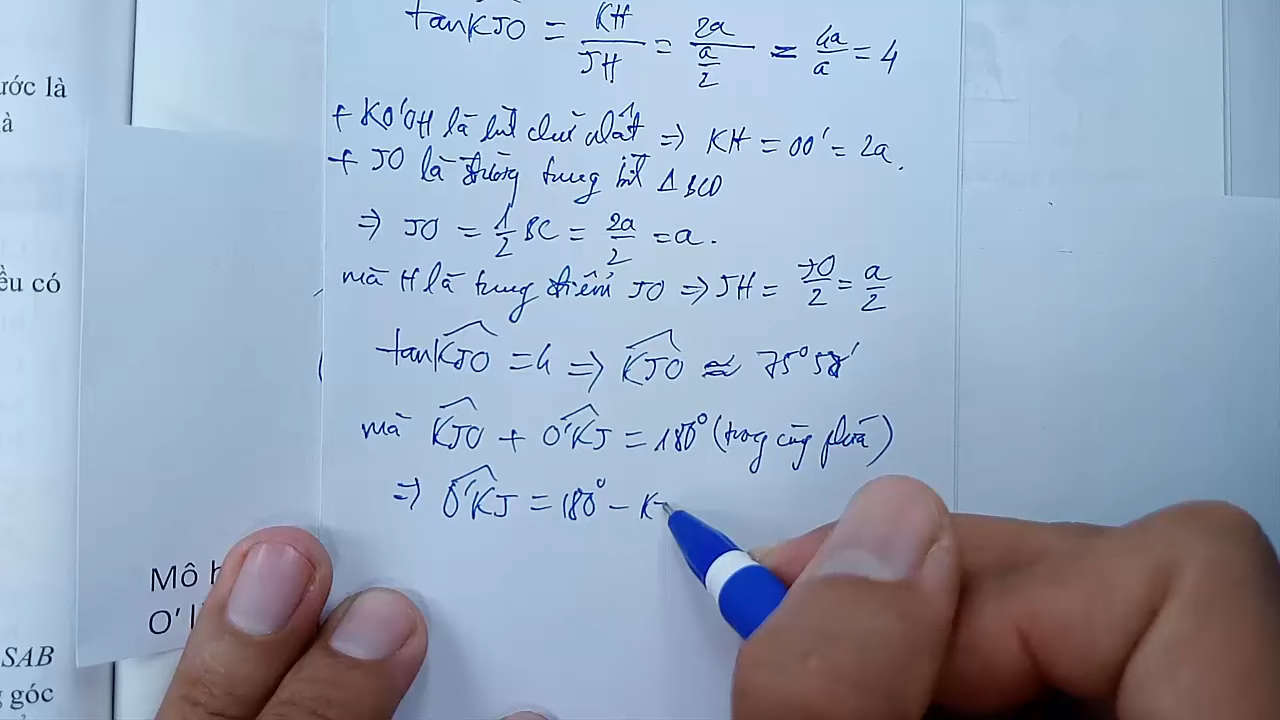 tanKJO = KH/JH = 2a/(a/2) = 4a/a = 4
+ KO'OH là hình chữ nhật => KH = OO' = 2a.
+ JO là đường trung bình ΔBCD
=> JO = 1/2 BC = 2a/2 = a.
mà H là trung điểm JO => JH = JO/2 = a/2
tanKJO = 4 => KJO ≈ 75°58'
mà KJO + O'KJ = 180° (trong cùng phía)
=> O'KJ = 180° - K
ước là
à
ều có
Mô h
O' l
SAB
g góc